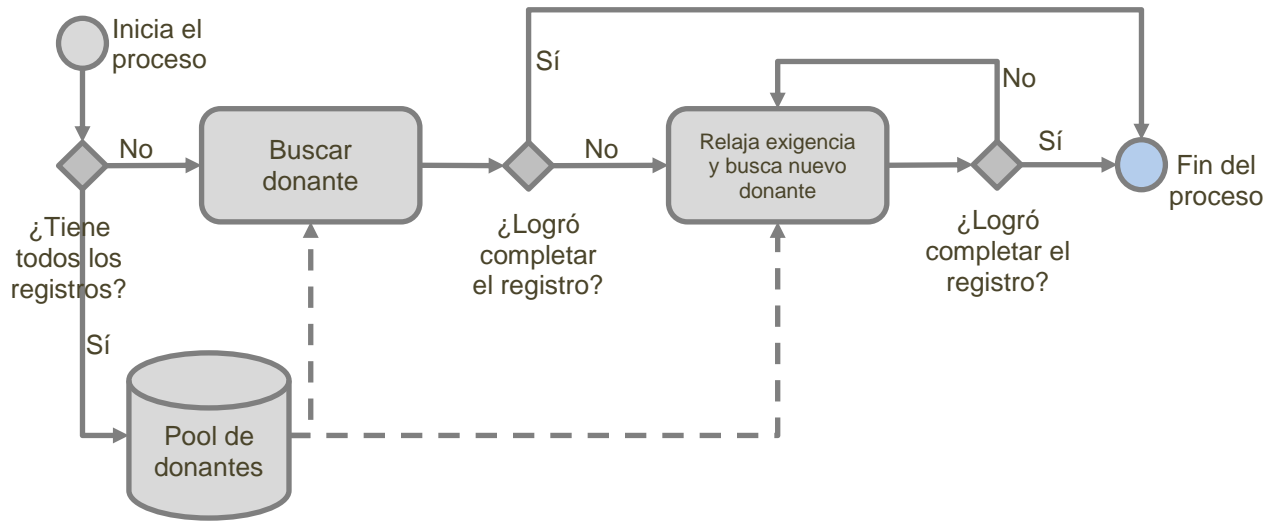 Inicia el
proceso
No
Buscar
donante
Sí
No
Relaja exigencia
y busca nuevo
donante
No
Sí
Fin del
proceso
¿Tiene
todos los
registros?
¿Logró
completar
el registro?
¿Logró
completar el
registro?
Sí
Pool de
donantes